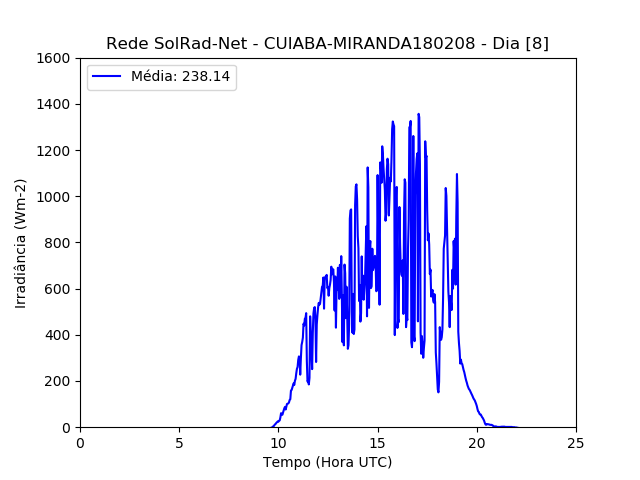 Rede SolRad-Net - CUIABA-MIRANDA180208 - Dia [8]
Média: 238.14
Irradiância (Wm-2)
1600
1400
1200
1000
800
600
400
200
0
0 5 10 15 20 25
Tempo (Hora UTC)